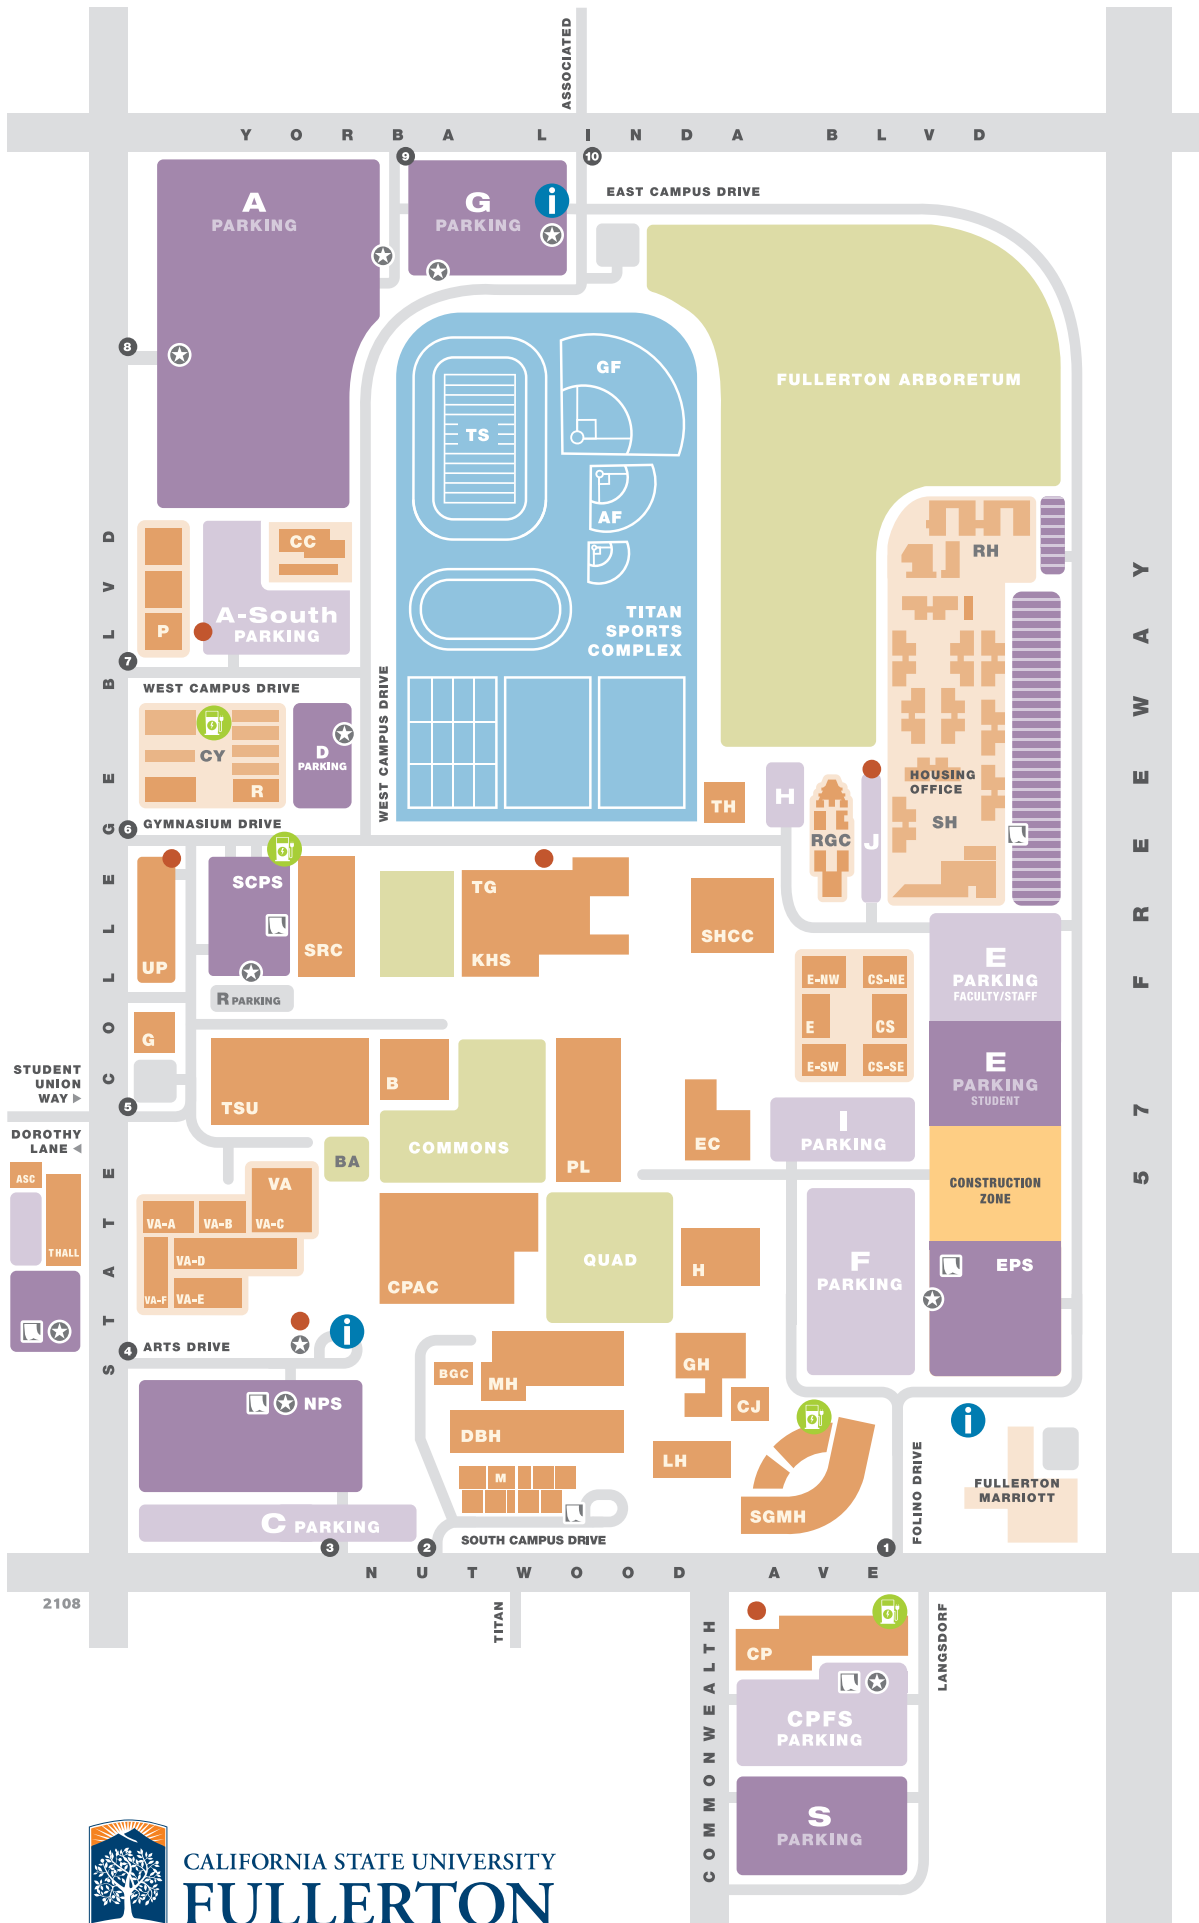 ASSOCIATED
YORBA LINDA BLVD
9
10
A
PARKING
G
PARKING
i
EAST CAMPUS DRIVE
8
GF
TS
FULLERTON ARBORETUM
AF
CC
RH
P
A-South
PARKING
TITAN
SPORTS
COMPLEX
7
WEST CAMPUS DRIVE
WEST CAMPUS DRIVE
CY
R
D
PARKING
STATE COLLEGE BLVD
57 FREEWAY
TH
H
HOUSING
OFFICE
SH
RGC
J
6
GYMNASIUM DRIVE
SCPS
SRC
UP
TG
KHS
SHCC
E
PARKING
FACULTY/STAFF
R PARKING
E-NW
CS-NE
E
CS
E-SW
CS-SE
G
TSU
B
E
PARKING
STUDENT
STUDENT
UNION
WAY
5
DOROTHY
LANE
COMMONS
BA
PL
EC
I
PARKING
ASC
THALL
VA
VA-A
VA-B
VA-C
VA-D
VA-E
VA-F
CONSTRUCTION
ZONE
CPAC
QUAD
H
F
PARKING
EPS
4
ARTS DRIVE
i
BGC
MH
GH
CJ
NPS
DBH
LH
M
SGMH
i
FULLERTON
MARRIOTT
FOLINO DRIVE
C PARKING
SOUTH CAMPUS DRIVE
3
2
1
NUTWOOD AVE
2108
TITAN
COMMONWEALTH
LANGSDORF
CP
CPFS
PARKING
S
PARKING
CALIFORNIA STATE UNIVERSITY
FULLERTON